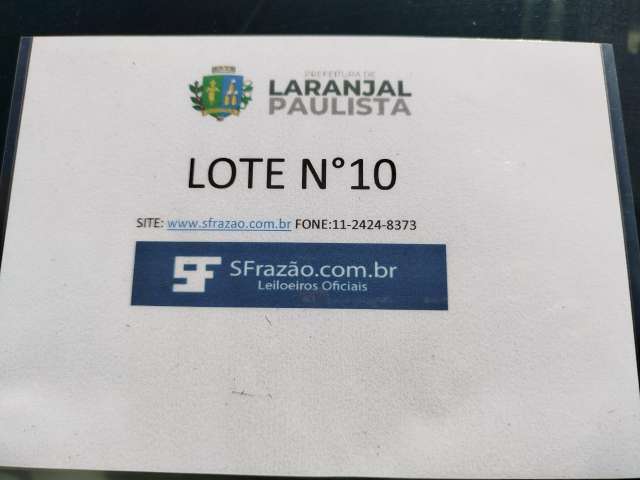 PREFEITURA DE
LARANJAL
PAULISTA
LOTE N°10
SITE: www.sfrazao.com.br FONE:11-2424-8373
SF SFrazão.com.br
Leiloeiros Oficiais